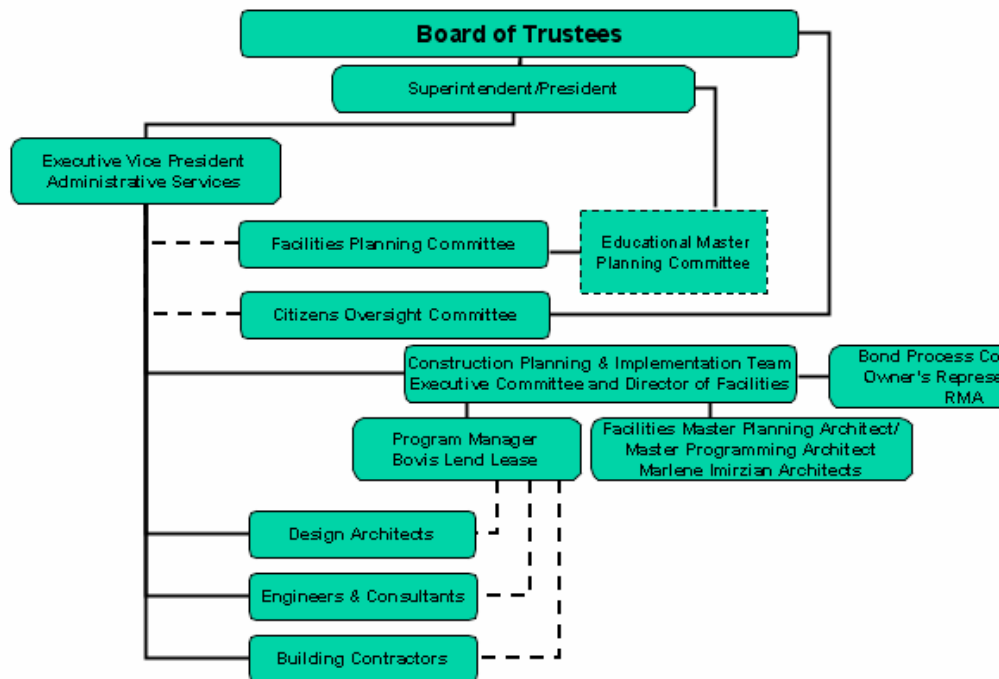 Board of Trustees
Superintendent/President
Executive Vice President
Administrative Services
Facilities Planning Committee
Educational Master
Planning Committee
Citizens Oversight Committee
Construction Planning & Implementation Team
Executive Committee and Director of Facilities
Bond Process
Owner's
RMA
Program Manager
Bovis Lend Lease
Facilities Master Planning Architect/
Master Programming Architect
Marlene Imirzian Architects
Design Architects
Engineers & Consultants
Building Contractors